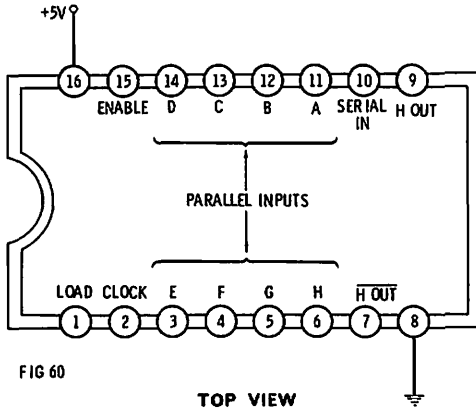 +5V
16 15 14 13 12 11 10 9
ENABLE D C B A SERIAL IN H OUT
PARALLEL INPUTS
LOAD CLOCK E F G H H OUT
1 2 3 4 5 6 7 8
FIG 60
TOP VIEW